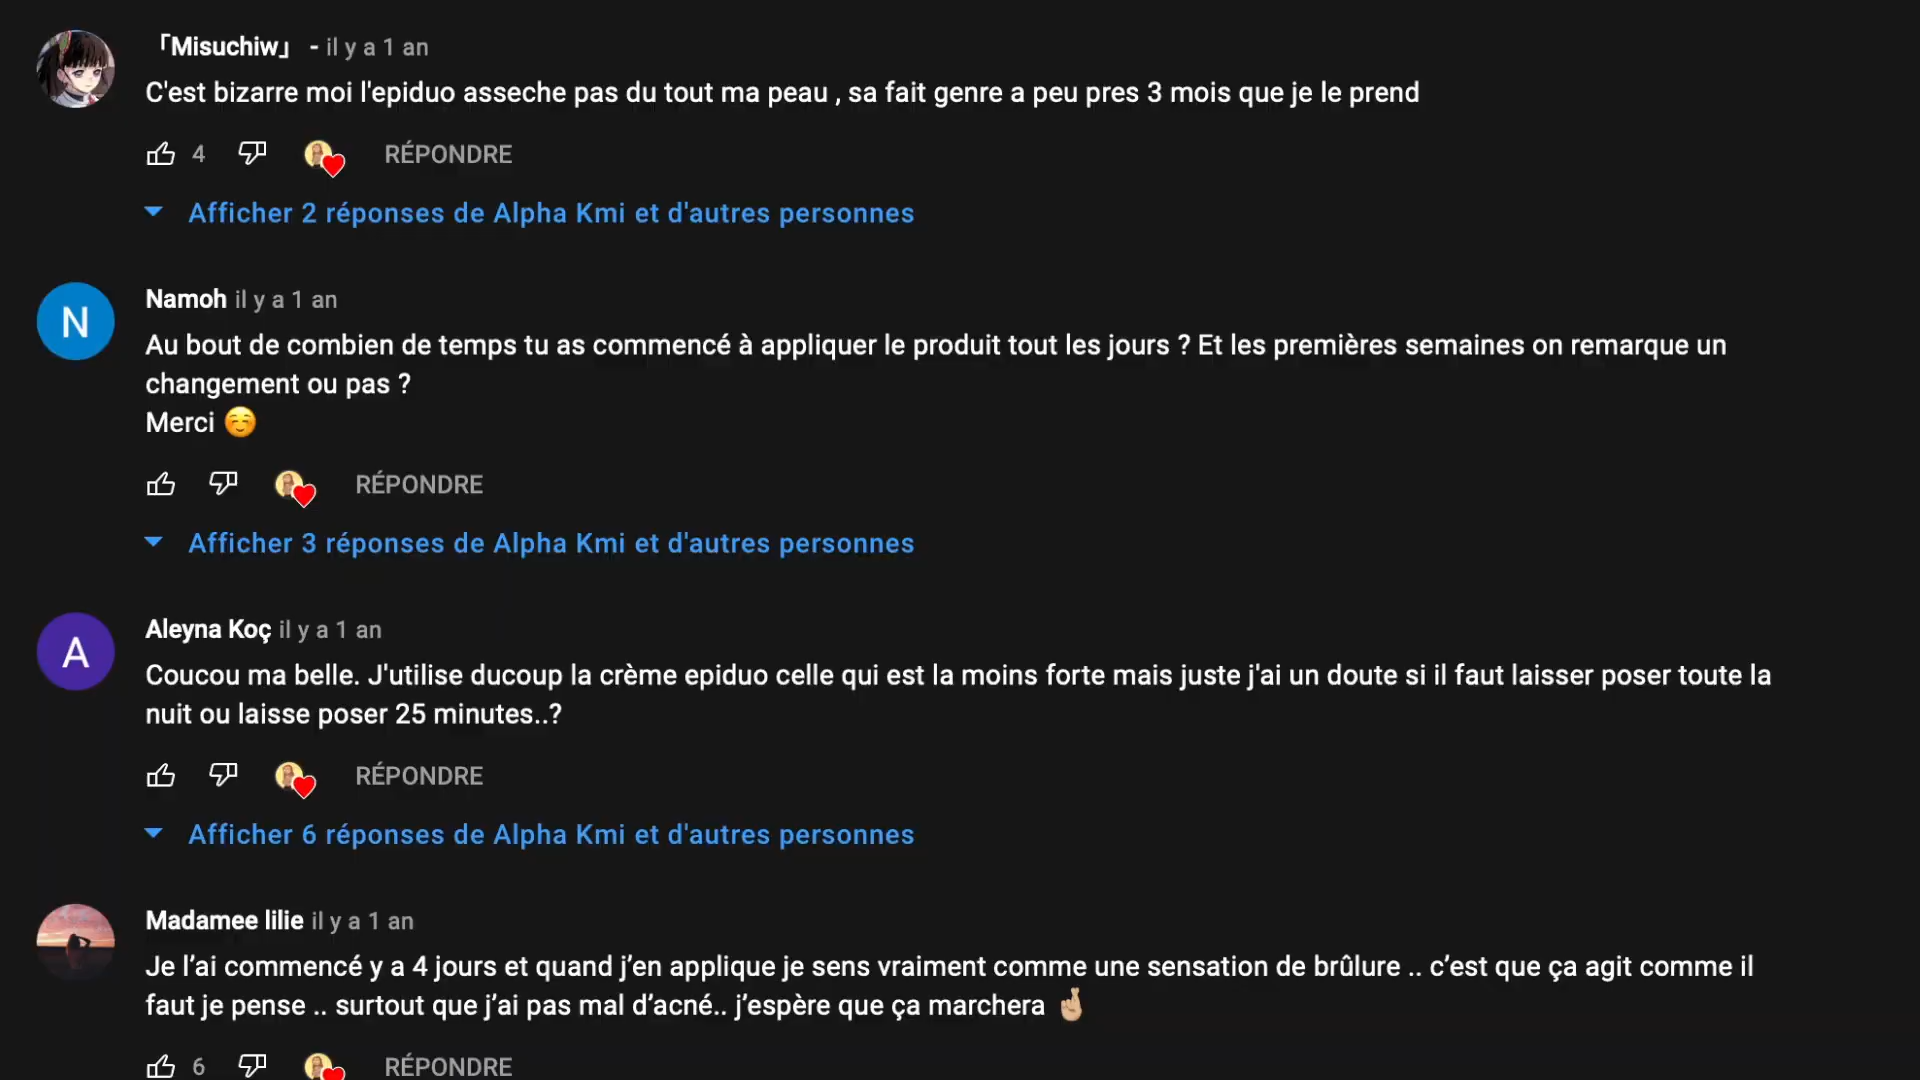 「Misuchiw」 - il y a 1 an
C'est bizarre moi l'epiduo asseche pas du tout ma peau , sa fait genre a peu pres 3 mois que je le prend
4 RÉPONDRE
Afficher 2 réponses de Alpha Kmi et d'autres personnes
N
Namoh il y a 1 an
Au bout de combien de temps tu as commencé à appliquer le produit tout les jours ? Et les premières semaines on remarque un
changement ou pas ?
Merci ☺️
RÉPONDRE
Afficher 3 réponses de Alpha Kmi et d'autres personnes
A
Aleyna Koç il y a 1 an
Coucou ma belle. J'utilise ducoup la crème epiduo celle qui est la moins forte mais juste j'ai un doute si il faut laisser poser toute la
nuit ou laisse poser 25 minutes..?
RÉPONDRE
Afficher 6 réponses de Alpha Kmi et d'autres personnes
Madamee lilie il y a 1 an
Je l’ai commencé y a 4 jours et quand j’en applique je sens vraiment comme une sensation de brûlure .. c’est que ça agit comme il
faut je pense .. surtout que j’ai pas mal d’acné.. j’espère que ça marchera 🤞🏼
6 RÉPONDRE